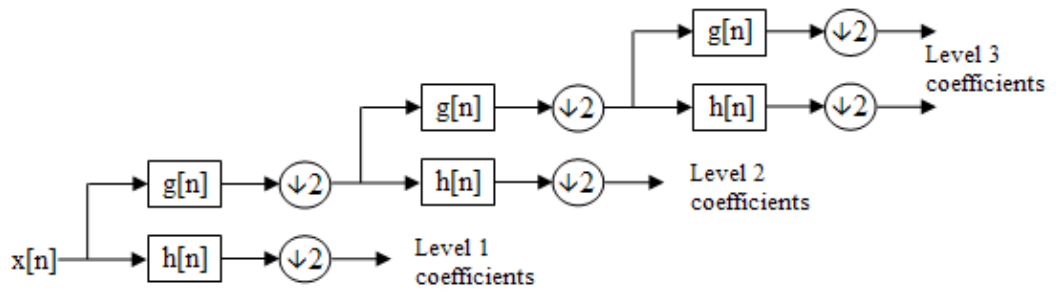 g[n] ↓2
Level 3
coefficients
g[n] ↓2 h[n] ↓2
g[n] ↓2 h[n] ↓2
Level 2
coefficients
x[n] h[n] ↓2
Level 1
coefficients